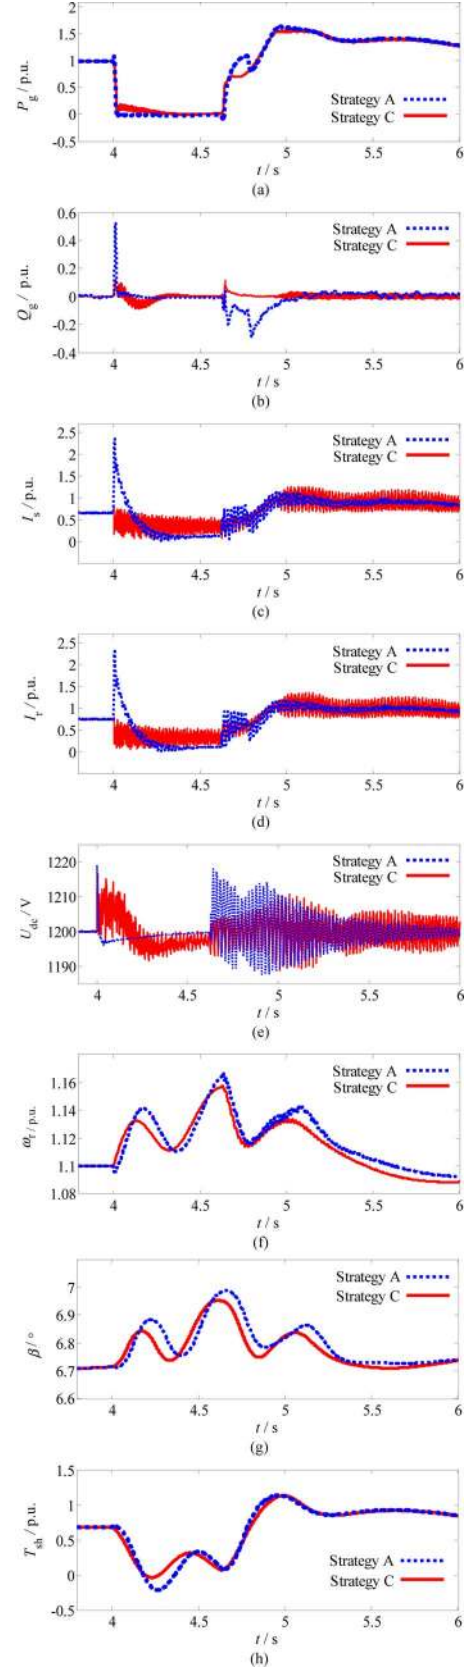 2
1.5
1
0.5
0
-0.5
P_g / p.u.
Strategy A
Strategy C
4 4.5 5 5.5 6
t / s
(a)
0.6
0.4
0.2
0
-0.2
-0.4
Q_g / p.u.
Strategy A
Strategy C
4 4.5 5 5.5 6
t / s
(b)
2.5
2
1.5
1
0.5
0
I_s / p.u.
Strategy A
Strategy C
4 4.5 5 5.5 6
t / s
(c)
2.5
2
1.5
1
0.5
0
I_r / p.u.
Strategy A
Strategy C
4 4.5 5 5.5 6
t / s
(d)
1220
1210
1200
1190
U_dc / V
Strategy A
Strategy C
4 4.5 5 5.5 6
t / s
(e)
1.16
1.14
1.12
1.1
1.08
ω_r / p.u.
Strategy A
Strategy C
4 4.5 5 5.5 6
t / s
(f)
7
6.9
6.8
6.7
6.6
β / °
Strategy A
Strategy C
4 4.5 5 5.5 6
t / s
(g)
1.5
1
0.5
0
-0.5
T_sh / p.u.
Strategy A
Strategy C
4 4.5 5 5.5 6
t / s
(h)